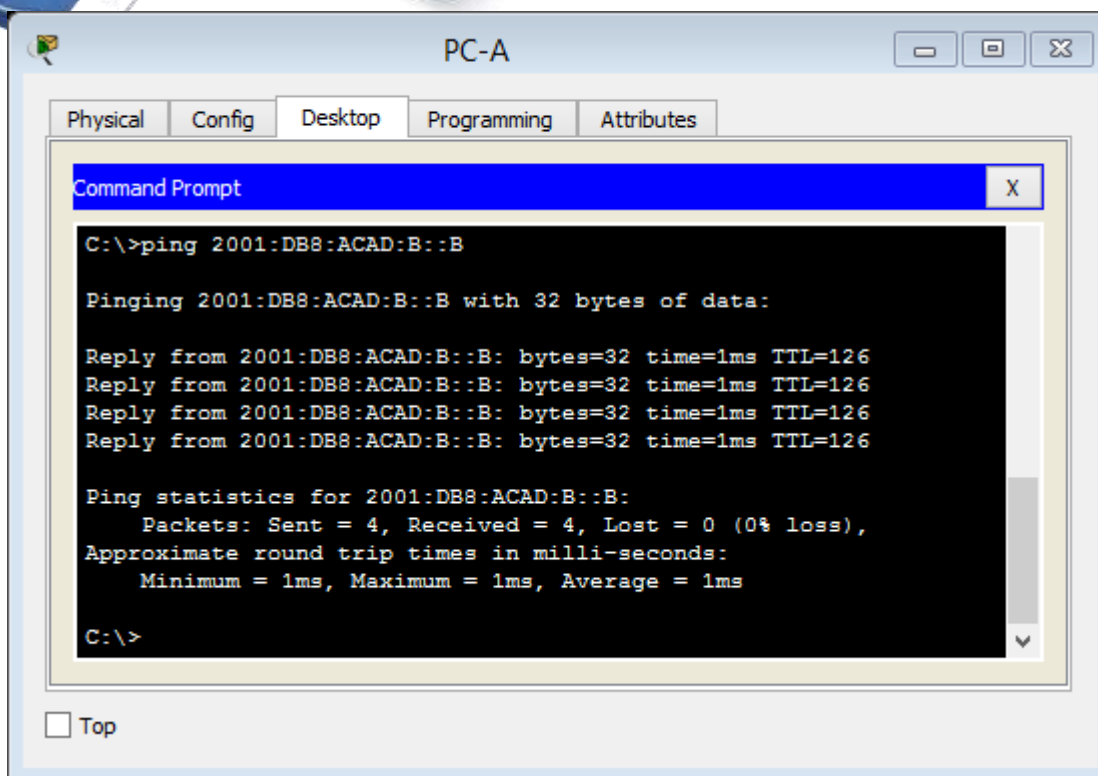 PC-A
Physical Config Desktop Programming Attributes
Command Prompt X
C:\>ping 2001:DB8:ACAD:B::B
Pinging 2001:DB8:ACAD:B::B with 32 bytes of data:
Reply from 2001:DB8:ACAD:B::B: bytes=32 time=1ms TTL=126
Reply from 2001:DB8:ACAD:B::B: bytes=32 time=1ms TTL=126
Reply from 2001:DB8:ACAD:B::B: bytes=32 time=1ms TTL=126
Reply from 2001:DB8:ACAD:B::B: bytes=32 time=1ms TTL=126
Ping statistics for 2001:DB8:ACAD:B::B:
Packets: Sent = 4, Received = 4, Lost = 0 (0% loss),
Approximate round trip times in milli-seconds:
Minimum = 1ms, Maximum = 1ms, Average = 1ms
C:\>
Top